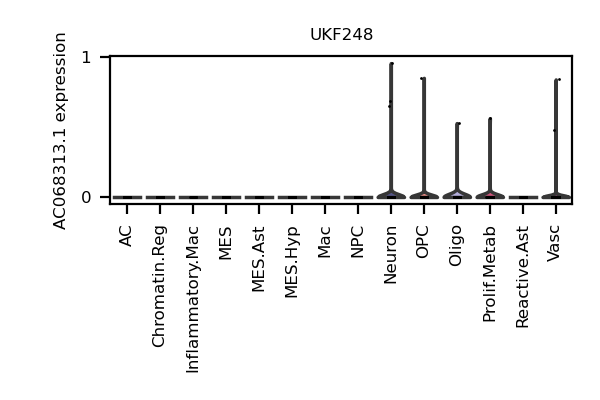 UKF248
AC068313.1 expression
1
0
AC
Chromatin.Reg
Inflammatory.Mac
MES
MES.Ast
MES.Hyp
Mac
NPC
Neuron
OPC
Oligo
Prolif.Metab
Reactive.Ast
Vasc